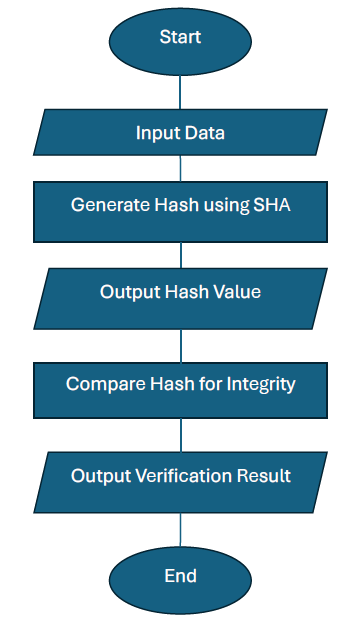 Start
Input Data
Generate Hash using SHA
Output Hash Value
Compare Hash for Integrity
Output Verification Result
End